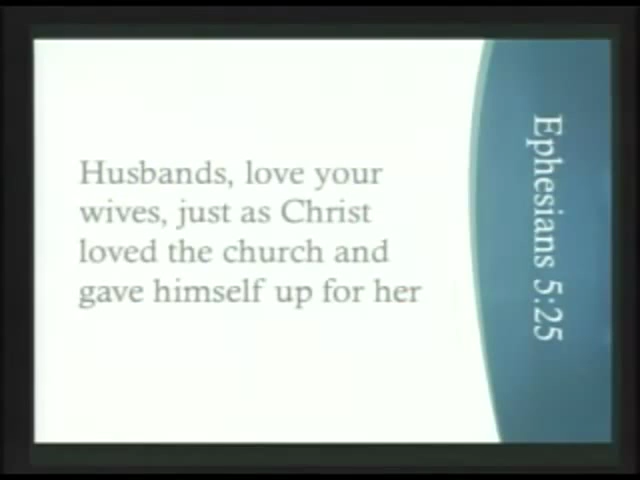 Husbands, love your
wives, just as Christ
loved the church and
gave himself up for her
Ephesians 5:25